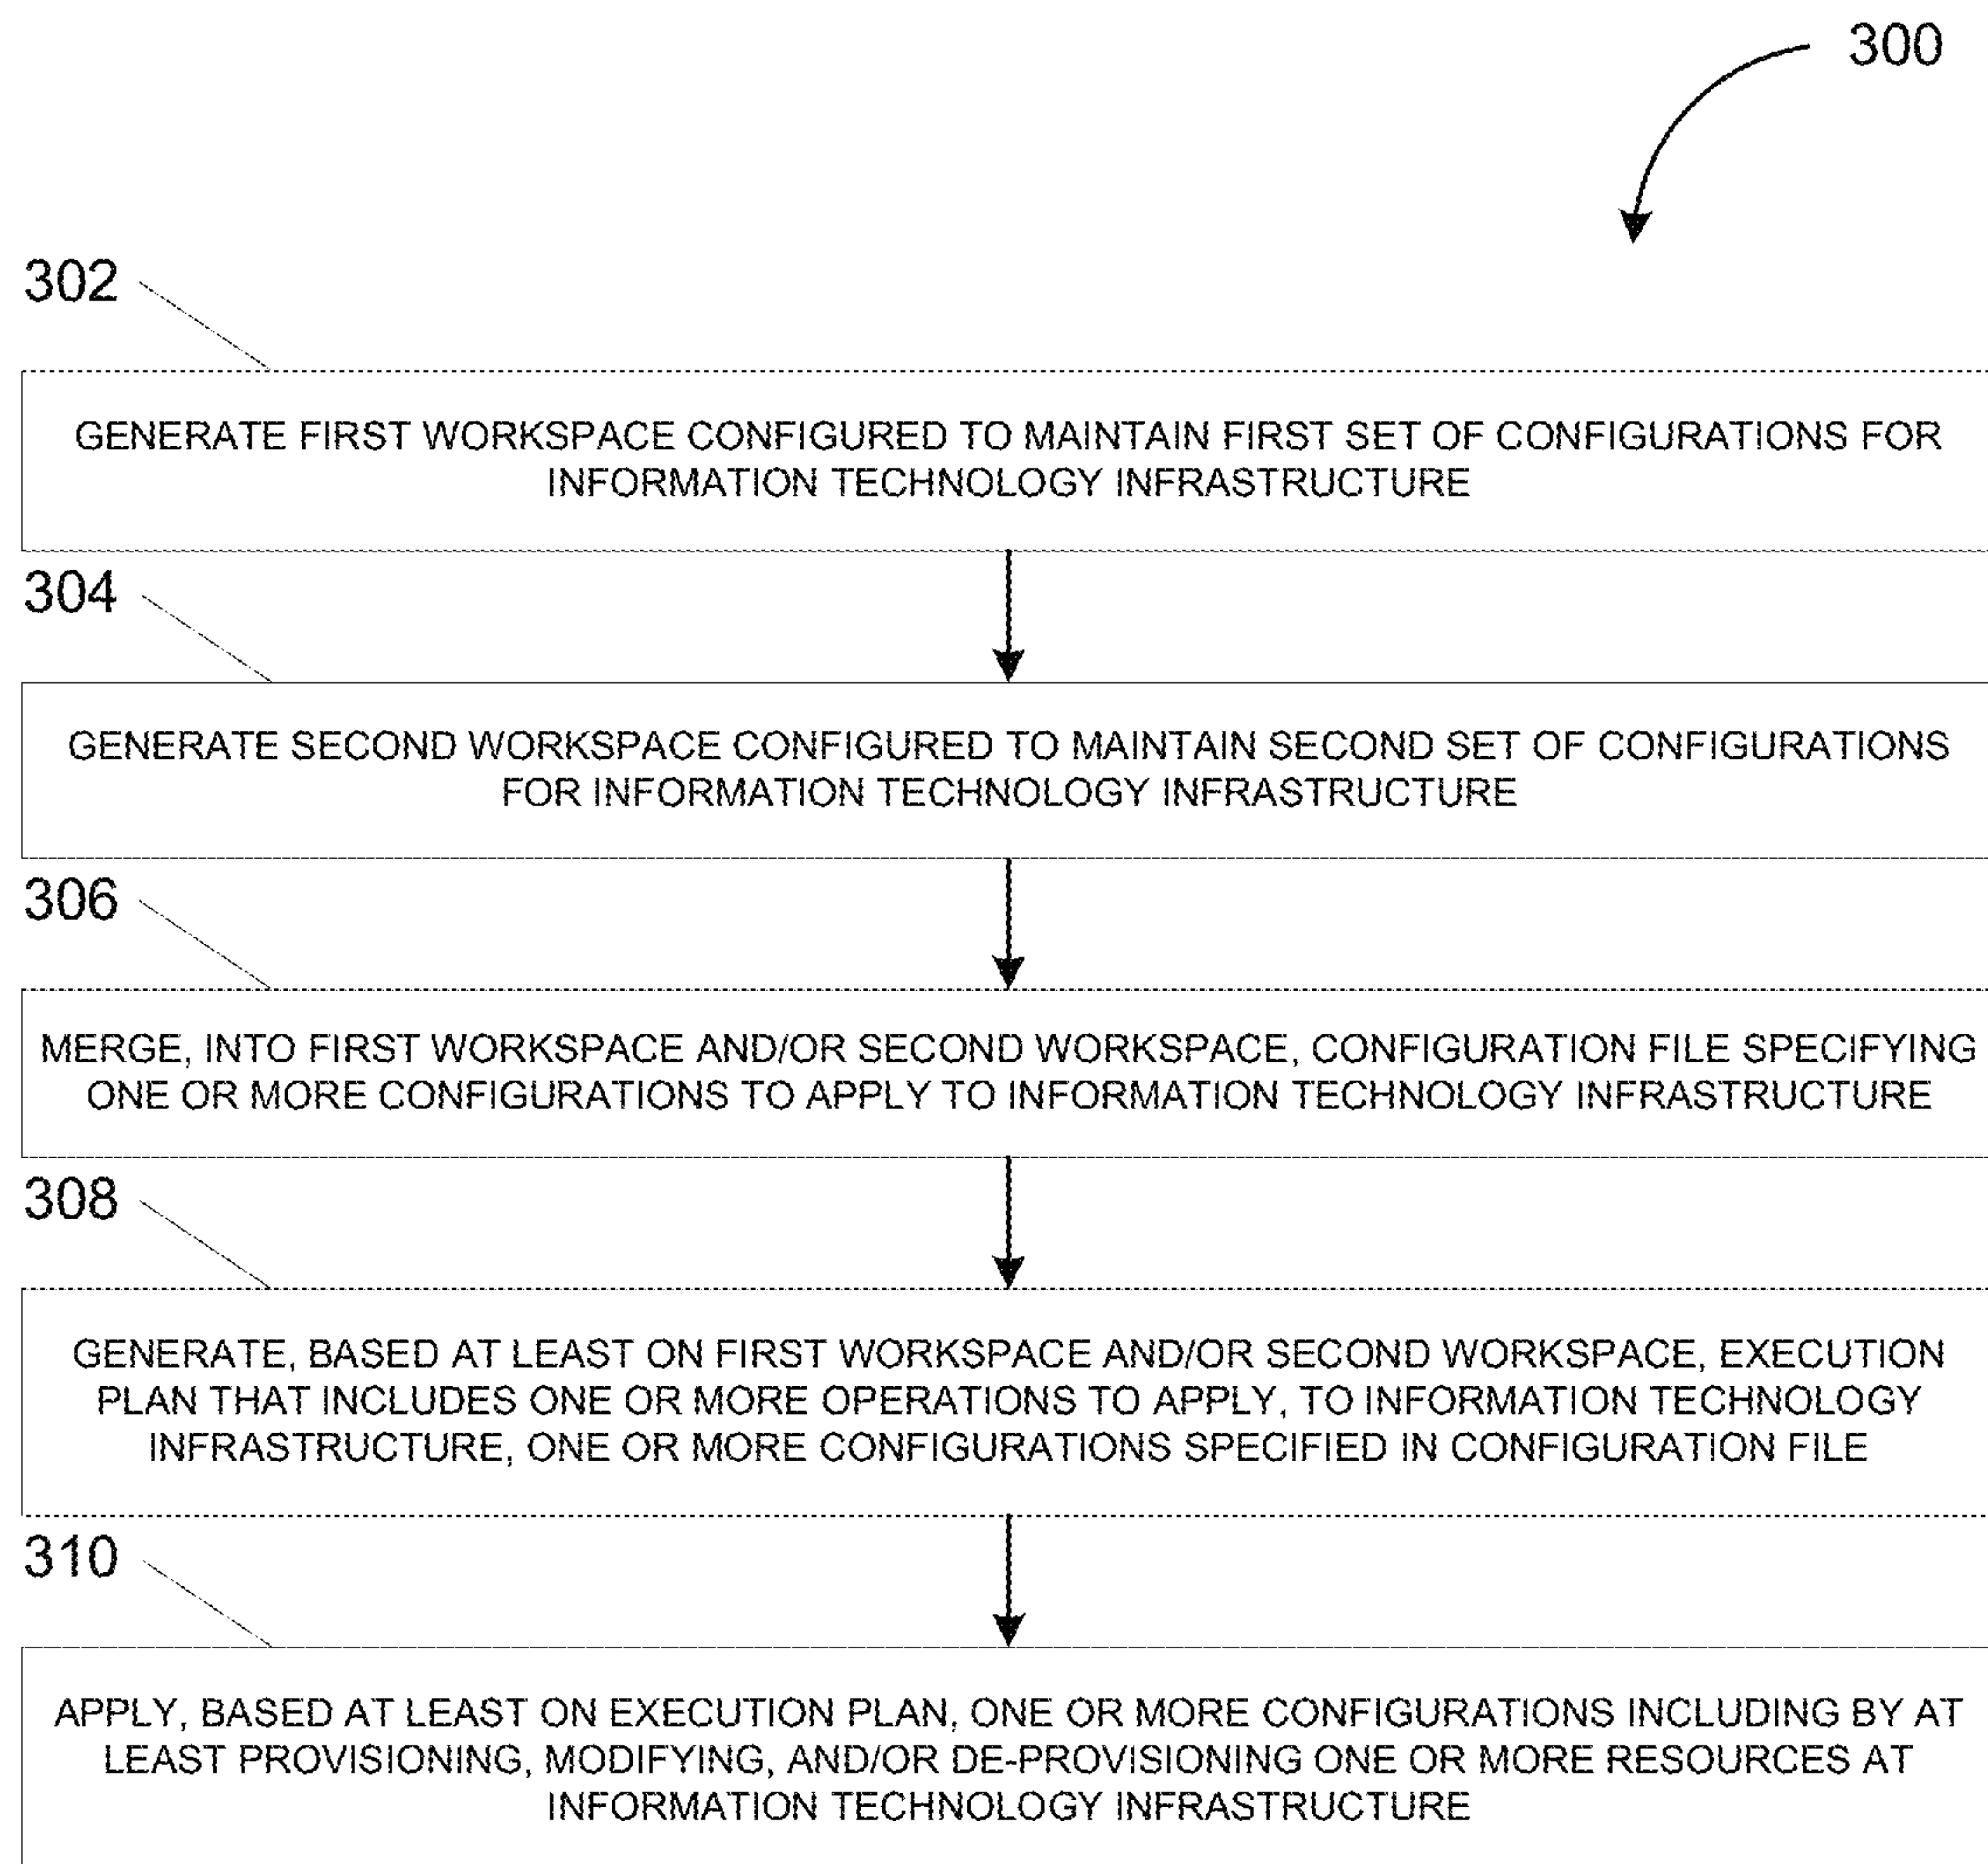 300
302
GENERATE FIRST WORKSPACE CONFIGURED TO MAINTAIN FIRST SET OF CONFIGURATIONS FOR
INFORMATION TECHNOLOGY INFRASTRUCTURE
304
GENERATE SECOND WORKSPACE CONFIGURED TO MAINTAIN SECOND SET OF CONFIGURATIONS
FOR INFORMATION TECHNOLOGY INFRASTRUCTURE
306
MERGE, INTO FIRST WORKSPACE AND/OR SECOND WORKSPACE, CONFIGURATION FILE SPECIFYING
ONE OR MORE CONFIGURATIONS TO APPLY TO INFORMATION TECHNOLOGY INFRASTRUCTURE
308
GENERATE, BASED AT LEAST ON FIRST WORKSPACE AND/OR SECOND WORKSPACE, EXECUTION
PLAN THAT INCLUDES ONE OR MORE OPERATIONS TO APPLY, TO INFORMATION TECHNOLOGY
INFRASTRUCTURE, ONE OR MORE CONFIGURATIONS SPECIFIED IN CONFIGURATION FILE
310
APPLY, BASED AT LEAST ON EXECUTION PLAN, ONE OR MORE CONFIGURATIONS INCLUDING BY AT
LEAST PROVISIONING, MODIFYING, AND/OR DE-PROVISIONING ONE OR MORE RESOURCES AT
INFORMATION TECHNOLOGY INFRASTRUCTURE